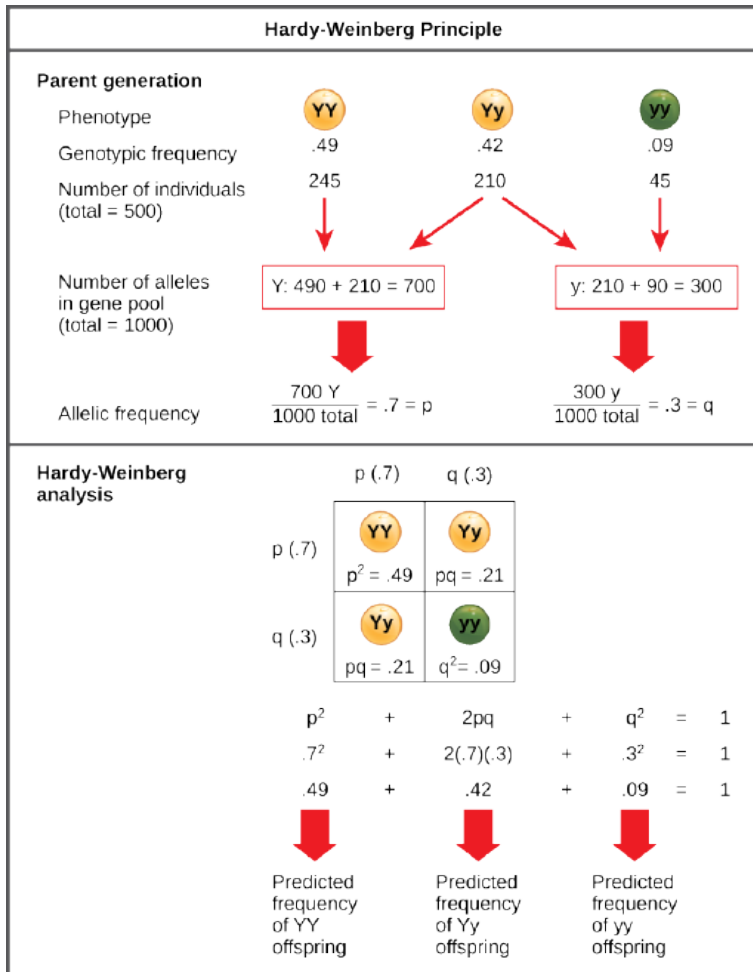 Hardy-Weinberg Principle
Parent generation
Phenotype YY Yy yy
Genotypic frequency .49 .42 .09
Number of individuals
(total = 500) 245 210 45
Number of alleles
in gene pool
(total = 1000)
Y: 490 + 210 = 700 y: 210 + 90 = 300
Allelic frequency
700 Y
1000 total = .7 = p
300 y
1000 total = .3 = q
Hardy-Weinberg
analysis
p (.7) q (.3)
p (.7) YY Yy
p² = .49 pq = .21
q (.3) Yy yy
pq = .21 q²= .09
p² + 2pq + q² = 1
.7² + 2(.7)(.3) + .3² = 1
.49 + .42 + .09 = 1
Predicted
frequency
of YY
offspring
Predicted
frequency
of Yy
offspring
Predicted
frequency
of yy
offspring